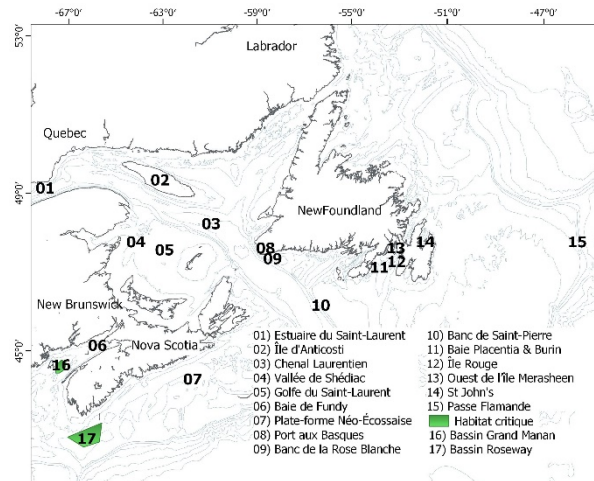 -67°0' -63°0' -59°0' -55°0' -51°0' -47°0'
53°0'
Labrador
Quebec
02
01
49°0'
03
NewFoundland
04
05
08
09
13
14
12
11
15
10
New Brunswick
45°0'
06
Nova Scotia
16
07
17
01) Estuaire du Saint-Laurent
02) Île d'Anticosti
03) Chenal Laurentien
04) Vallée de Shédiac
05) Golfe du Saint-Laurent
06) Baie de Fundy
07) Plate-forme Néo-Écossaise
08) Port aux Basques
09) Banc de la Rose Blanche
10) Banc de Saint-Pierre
11) Baie Placentia & Burin
12) Île Rouge
13) Ouest de l'île Merasheen
14) St John's
15) Passe Flamande
Habitat critique
16) Bassin Grand Manan
17) Bassin Roseway